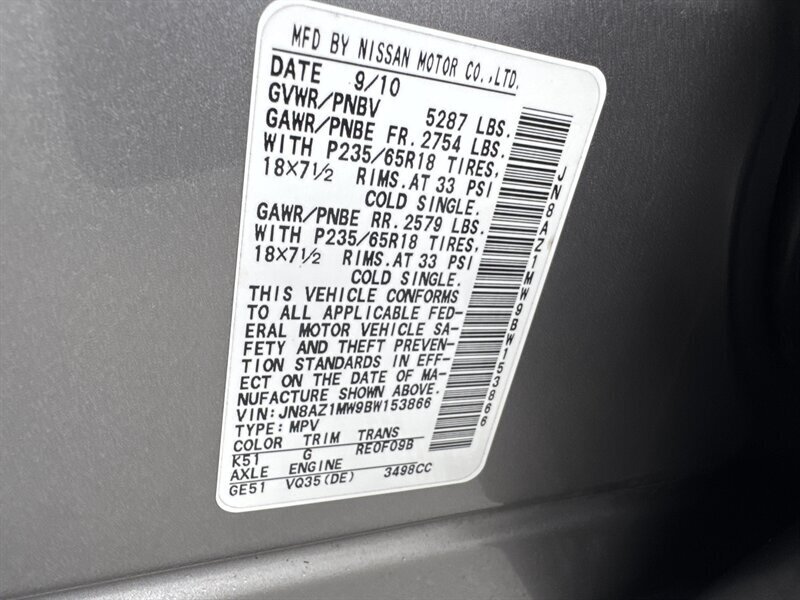 MFD BY NISSAN MOTOR CO.,LTD.
DATE 9/10
GVWR/PNBV 5287 LBS.
GAWR/PNBE FR. 2754 LBS.
WITH P235/65R18 TIRES,
18X7½ RIMS.AT 33 PSI
COLD SINGLE.
GAWR/PNBE RR. 2579 LBS.
WITH P235/65R18 TIRES,
18X7½ RIMS.AT 33 PSI
COLD SINGLE.
THIS VEHICLE CONFORMS
TO ALL APPLICABLE FED-
ERAL MOTOR VEHICLE SA-
FETY AND THEFT PREVEN-
TION STANDARDS IN EFF-
ECT ON THE DATE OF MA-
NUFACTURE SHOWN ABOVE.
VIN: JN8AZ1MW9BW153866
TYPE: MPV
COLOR TRIM TRANS
K51 G RE0F09B
AXLE ENGINE
GE51 VQ35(DE) 3498CC
JN8AZ1MW9BW153866